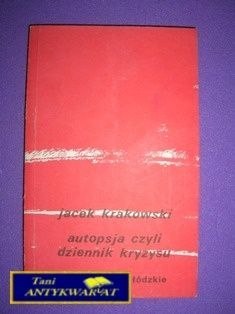 jacek krakowski
autopsja czyli
dziennik kryzysu
łódzkie
Tani
ANTYKWARIAT